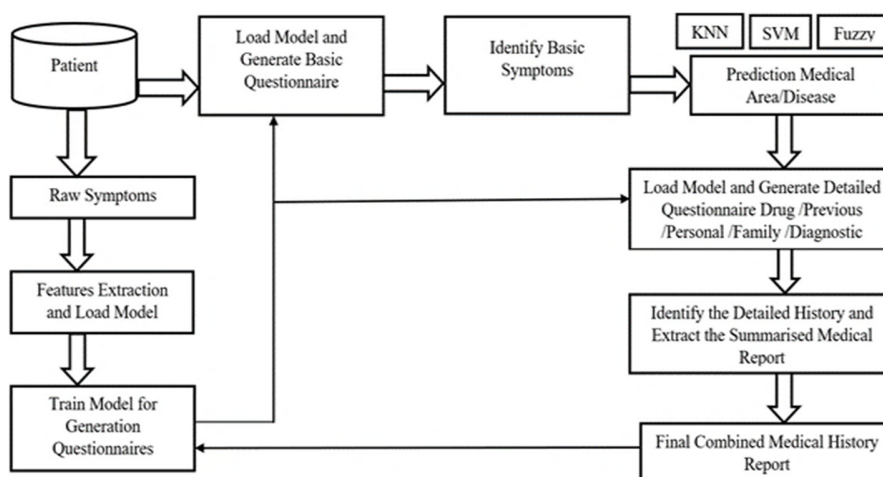 Patient
Load Model and
Generate Basic
Questionnaire
Identify Basic
Symptoms
KNN
SVM
Fuzzy
Prediction Medical
Area/Disease
Raw Symptoms
Load Model and Generate Detailed
Questionnaire Drug /Previous
/Personal /Family /Diagnostic
Features Extraction
and Load Model
Identify the Detailed History and
Extract the Summarised Medical
Report
Train Model for
Generation
Questionnaires
Final Combined Medical History
Report